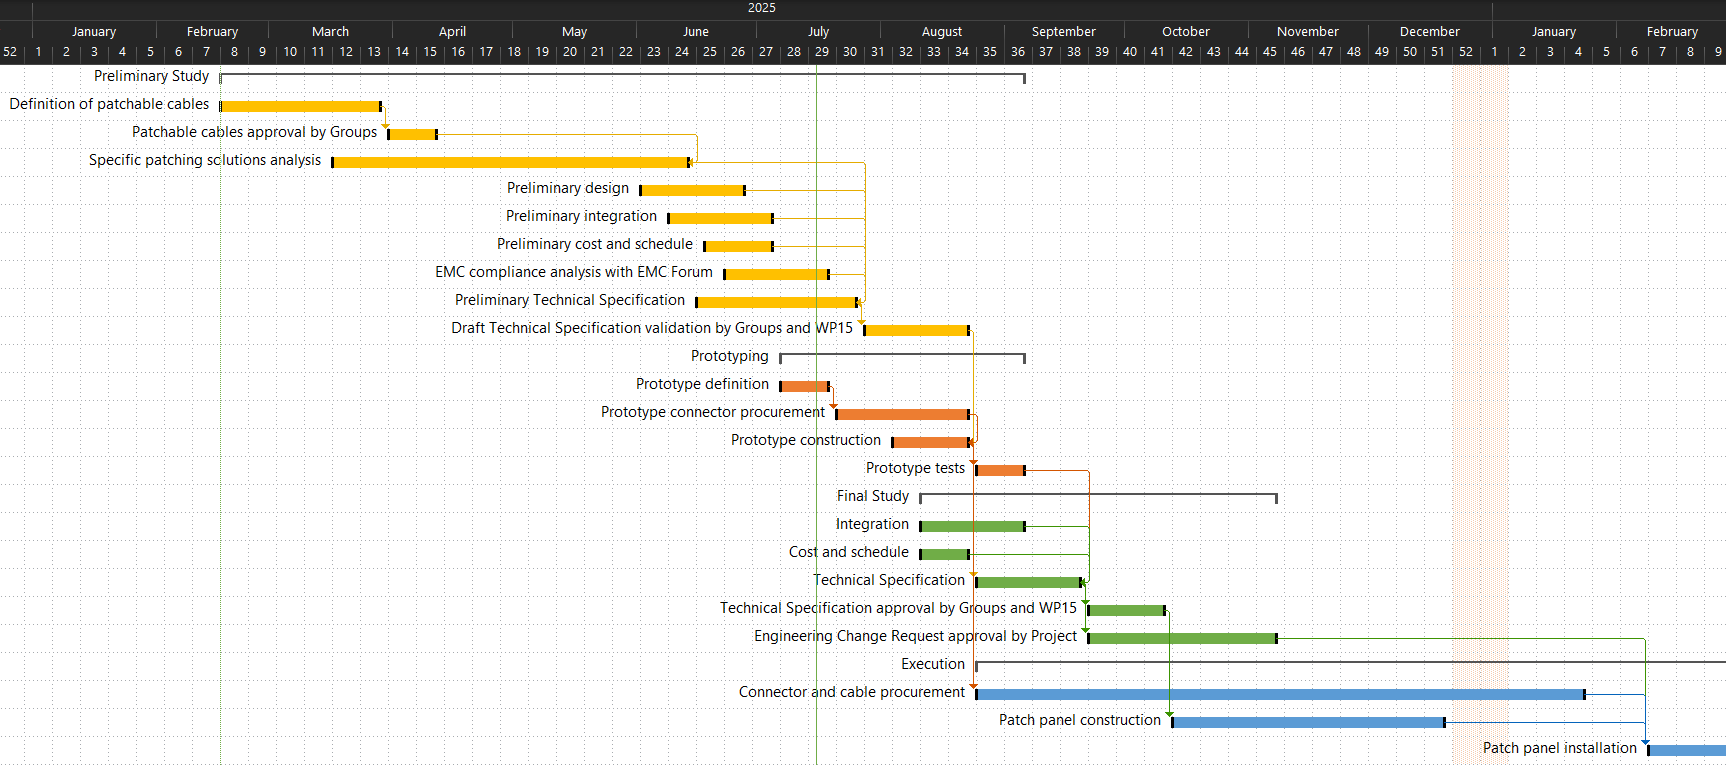 2025
January February March April May June July August September October November December January February
52 1 2 3 4 5 6 7 8 9 10 11 12 13 14 15 16 17 18 19 20 21 22 23 24 25 26 27 28 29 30 31 32 33 34 35 36 37 38 39 40 41 42 43 44 45 46 47 48 49 50 51 52 1 2 3 4 5 6 7 8 9
Preliminary Study
Definition of patchable cables
Patchable cables approval by Groups
Specific patching solutions analysis
Preliminary design
Preliminary integration
Preliminary cost and schedule
EMC compliance analysis with EMC Forum
Preliminary Technical Specification
Draft Technical Specification validation by Groups and WP15
Prototyping
Prototype definition
Prototype connector procurement
Prototype construction
Prototype tests
Final Study
Integration
Cost and schedule
Technical Specification
Technical Specification approval by Groups and WP15
Engineering Change Request approval by Project
Execution
Connector and cable procurement
Patch panel construction
Patch panel installation